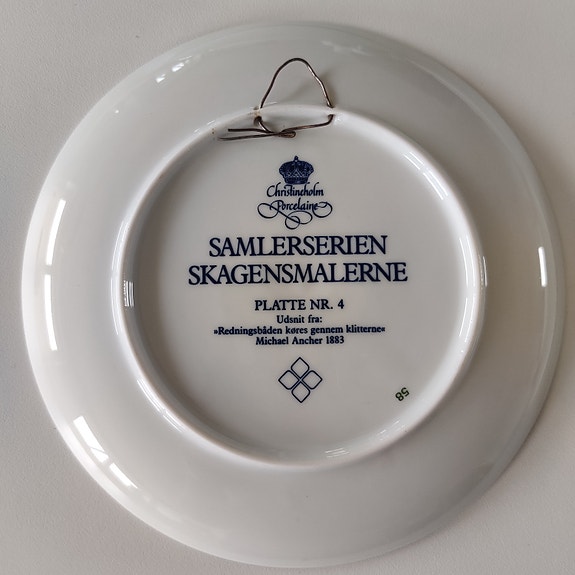 Christineholm
Porcelaine
SAMLERSERIEN
SKAGENSMALERNE
PLATTE NR. 4
Udsnit fra:
»Redningsbåden køres gennem klitterne«
Michael Ancher 1883
58